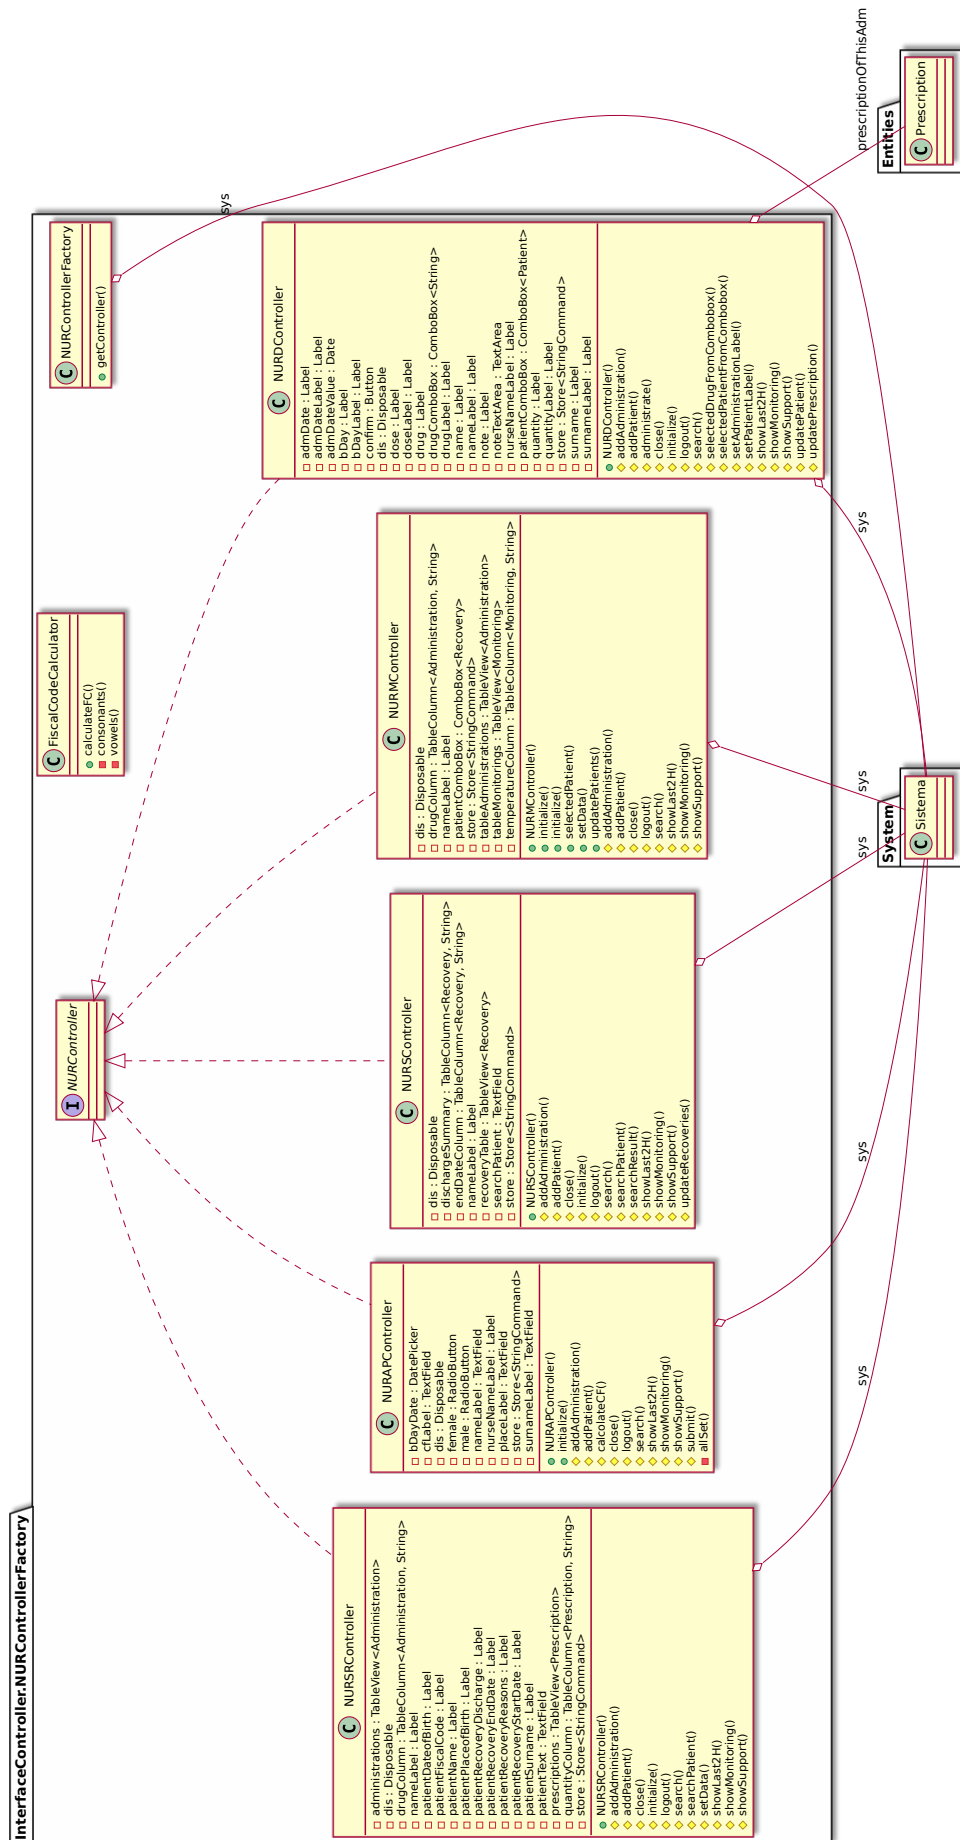 InterfaceController.NURControllerFactory
I NURController
C FiscalCodeCalculator
calculateFC()
consonants()
vowels()
C NURControllerFactory
getController()
C NURSRController
administrations : TableView<Administration>
dis : Disposable
drugColumn : TableColumn<Administration, String>
nameLabel : Label
patientDateofBirth : Label
patientFiscalCode : Label
patientName : Label
patientPlaceofBirth : Label
patientRecoveryDischarge : Label
patientRecoveryEndDate : Label
patientRecoveryReasons : Label
patientRecoveryStartDate : Label
patientSurname : Label
patientText : TextField
prescriptions : TableView<Prescription>
quantityColumn : TableColumn<Prescription, String>
store : Store<StringCommand>
NURSRController()
addAdministration()
addPatient()
close()
initialize()
logout()
search()
searchPatient()
setData()
showLast2H()
showMonitoring()
showSupport()
C NURAPController
bDayDate : DatePicker
cfLabel : TextField
dis : Disposable
female : RadioButton
male : RadioButton
nameLabel : TextField
nurseNameLabel : Label
placeLabel : TextField
store : Store<StringCommand>
surnameLabel : TextField
NURAPController()
initialize()
addAdministration()
addPatient()
calcolateCF()
close()
logout()
search()
showLast2H()
showMonitoring()
showSupport()
submit()
allSet()
C NURSController
dis : Disposable
dischargeSummary : TableColumn<Recovery, String>
endDateColumn : TableColumn<Recovery, String>
nameLabel : Label
recoveryTable : TableView<Recovery>
searchPatient : TextField
store : Store<StringCommand>
NURSController()
addAdministration()
addPatient()
close()
initialize()
logout()
search()
searchPatient()
searchResult()
showLast2H()
showMonitoring()
showSupport()
updateRecoveries()
C NURMController
dis : Disposable
drugColumn : TableColumn<Administration, String>
nameLabel : Label
patientComboBox : ComboBox<Recovery>
store : Store<StringCommand>
tableAdministrations : TableView<Administration>
tableMonitorings : TableView<Monitoring>
temperatureColumn : TableColumn<Monitoring, String>
NURMController()
initialize()
initialize()
selectedPatient()
setData()
updatePatients()
addAdministration()
addPatient()
close()
logout()
search()
showLast2H()
showMonitoring()
showSupport()
C NURDController
admDate : Label
admDateLabel : Label
admDateValue : Date
bDay : Label
bDayLabel : Label
confirm : Button
dis : Disposable
dose : Label
doseLabel : Label
drug : Label
drugComboBox : ComboBox<String>
drugLabel : Label
name : Label
nameLabel : Label
note : Label
noteTextArea : TextArea
nurseNameLabel : Label
patientComboBox : ComboBox<Patient>
quantity : Label
quantityLabel : Label
store : Store<StringCommand>
surname : Label
surnameLabel : Label
NURDController()
addAdministration()
addPatient()
administrate()
close()
initialize()
logout()
search()
selectedDrugFromCombobox()
selectedPatientFromCombobox()
setAdministrationLabel()
setPatientLabel()
showLast2H()
showMonitoring()
showSupport()
updatePatient()
updatePrescription()
sys
sys
sys
sys
sys
sys
prescriptionOfThisAdm
System
C Sistema
Entities
C Prescription